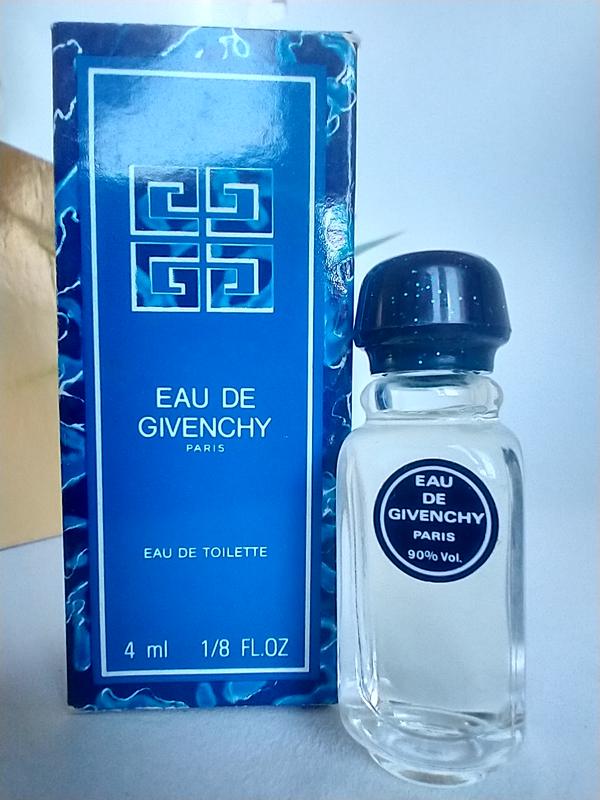 EAU DE
GIVENCHY
PARIS
EAU DE TOILETTE
4 ml 1/8 FL.OZ
EAU
DE
GIVENCHY
PARIS
90% Vol.